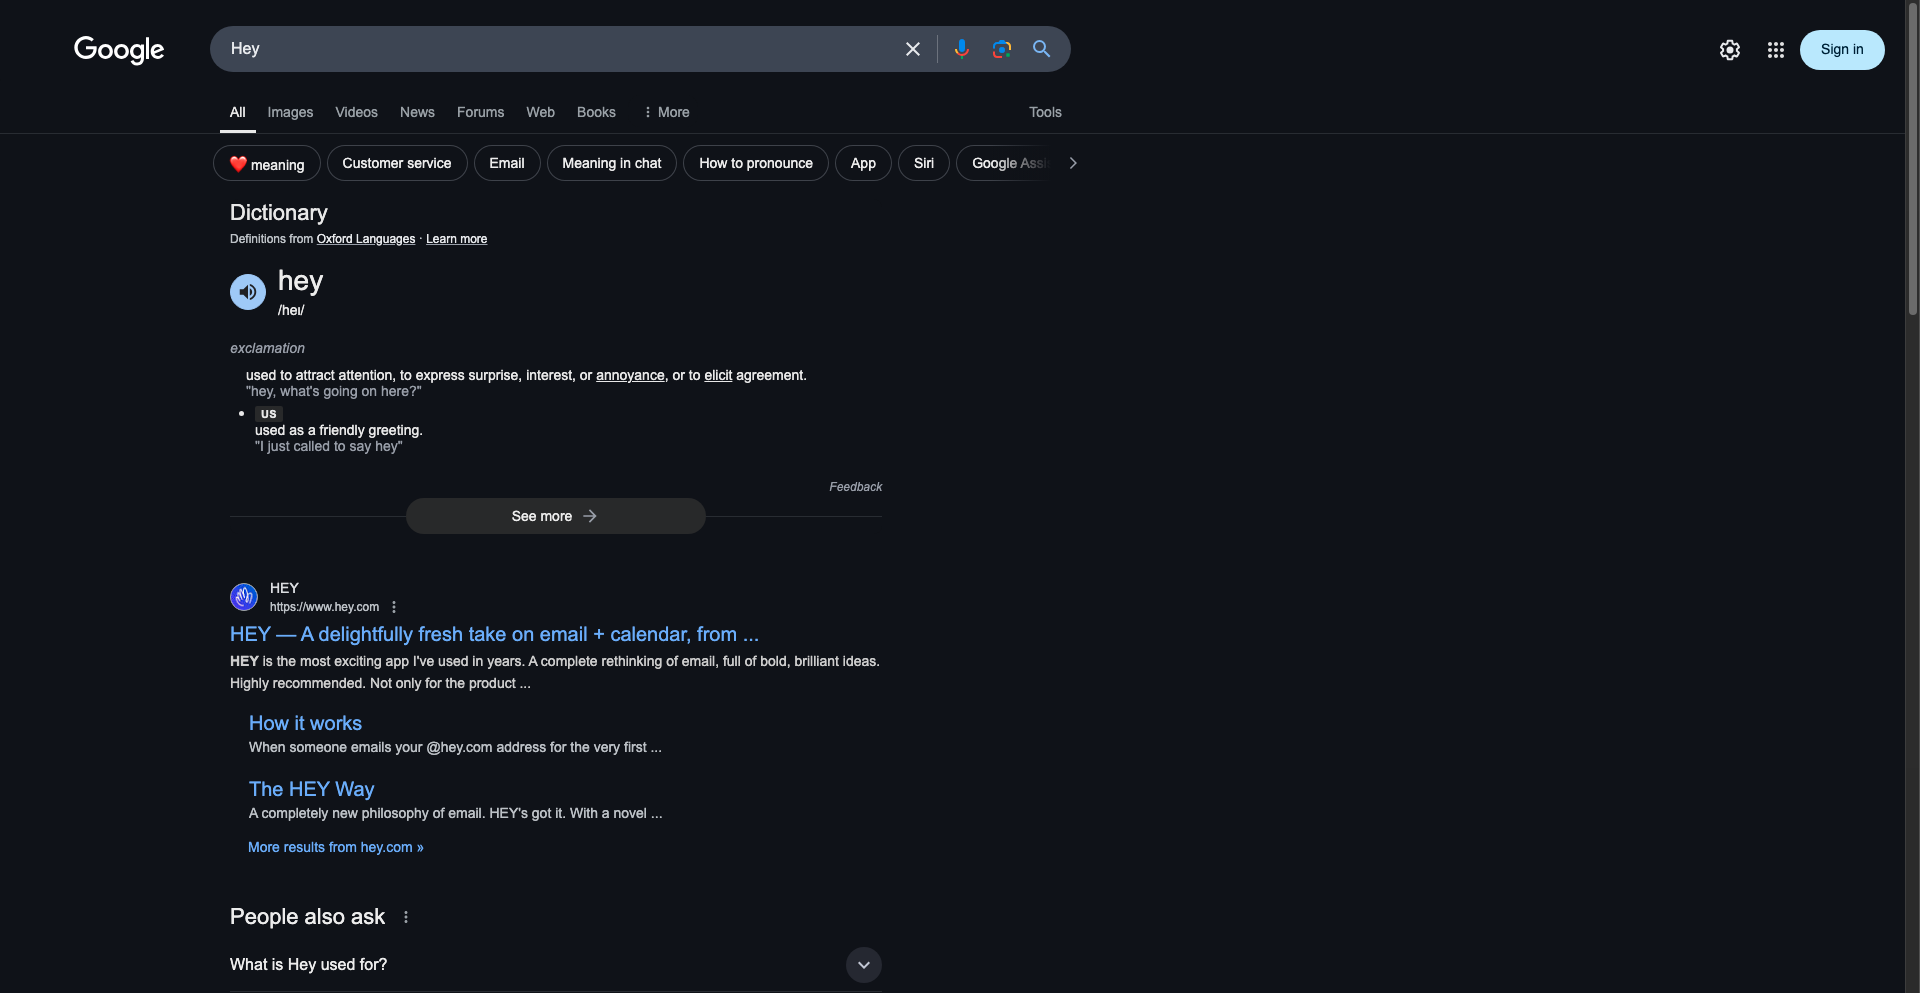 Google
Hey
Sign in
All Images Videos News Forums Web Books More Tools
meaning Customer service Email Meaning in chat How to pronounce App Siri Google
Dictionary
Definitions from Oxford Languages · Learn more
hey
/heɪ/
exclamation
used to attract attention, to express surprise, interest, or annoyance, or to elicit agreement.
"hey, what's going on here?"
US
used as a friendly greeting.
"I just called to say hey"
Feedback
See more
HEY
https://www.hey.com
HEY — A delightfully fresh take on email + calendar, from ...
HEY is the most exciting app I've used in years. A complete rethinking of email, full of bold, brilliant ideas.
Highly recommended. Not only for the product ...
How it works
When someone emails your @hey.com address for the very first ...
The HEY Way
A completely new philosophy of email. HEY's got it. With a novel ...
More results from hey.com »
People also ask
What is Hey used for?